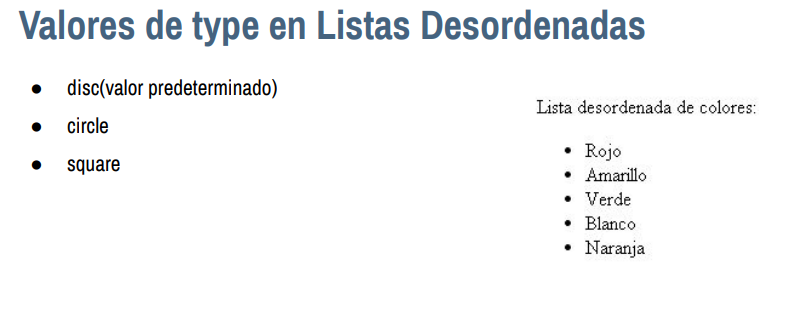 Valores de type en Listas Desordenadas
● disc(valor predeterminado)
● circle
● square
Lista desordenada de colores:
• Rojo
• Amarillo
• Verde
• Blanco
• Naranja